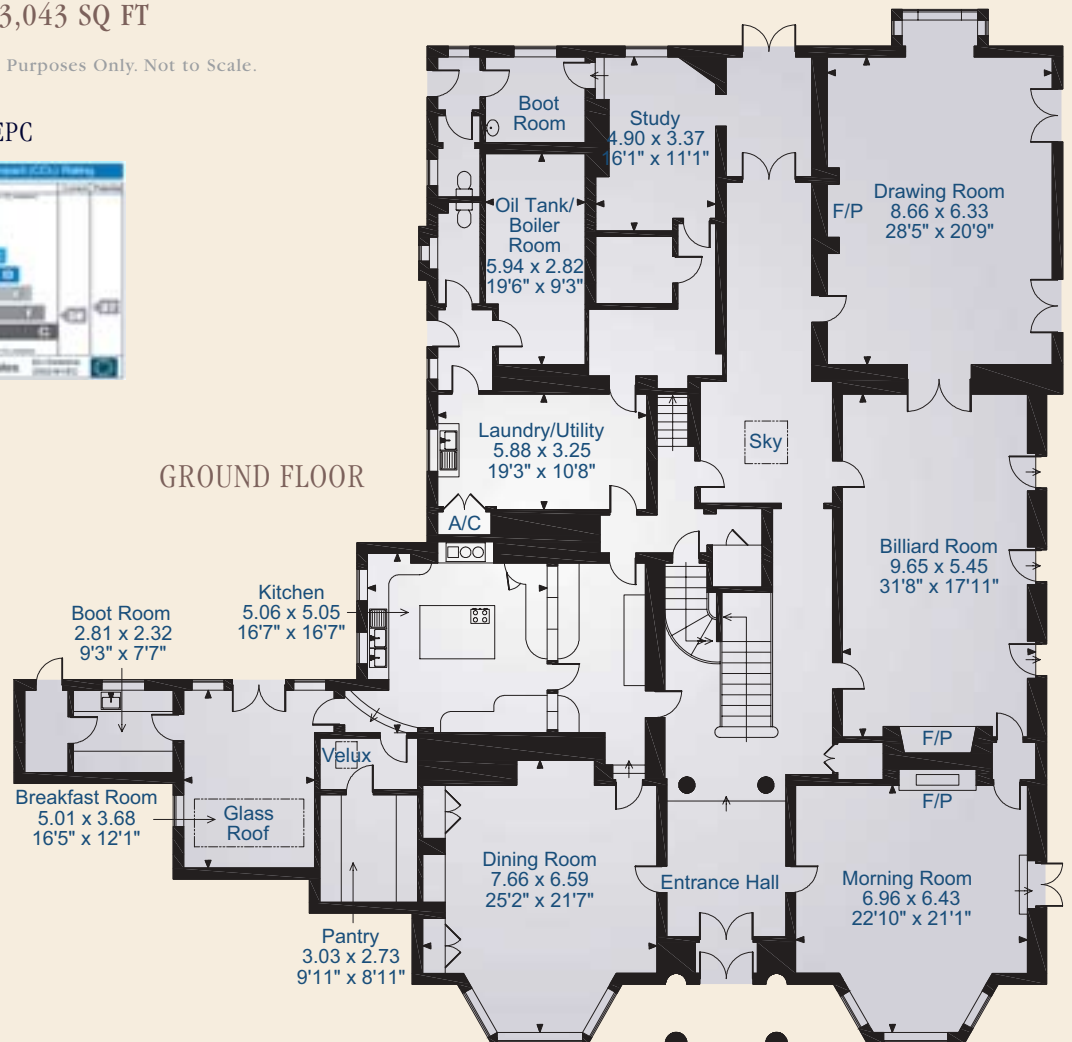 3,043 SQ FT
Purposes Only. Not to Scale.
EPC
GROUND FLOOR
Boot
Room
Study
4.90 x 3.37
16'1" x 11'1"
Oil Tank/
Boiler
Room
5.94 x 2.82
19'6" x 9'3"
F/P
Drawing Room
8.66 x 6.33
28'5" x 20'9"
Laundry/Utility
5.88 x 3.25
19'3" x 10'8"
A/C
Sky
Billiard Room
9.65 x 5.45
31'8" x 17'11"
F/P
Kitchen
5.06 x 5.05
16'7" x 16'7"
Boot Room
2.81 x 2.32
9'3" x 7'7"
Velux
Breakfast Room
5.01 x 3.68
16'5" x 12'1"
Glass
Roof
Pantry
3.03 x 2.73
9'11" x 8'11"
Dining Room
7.66 x 6.59
25'2" x 21'7"
Entrance Hall
F/P
Morning Room
6.96 x 6.43
22'10" x 21'1"